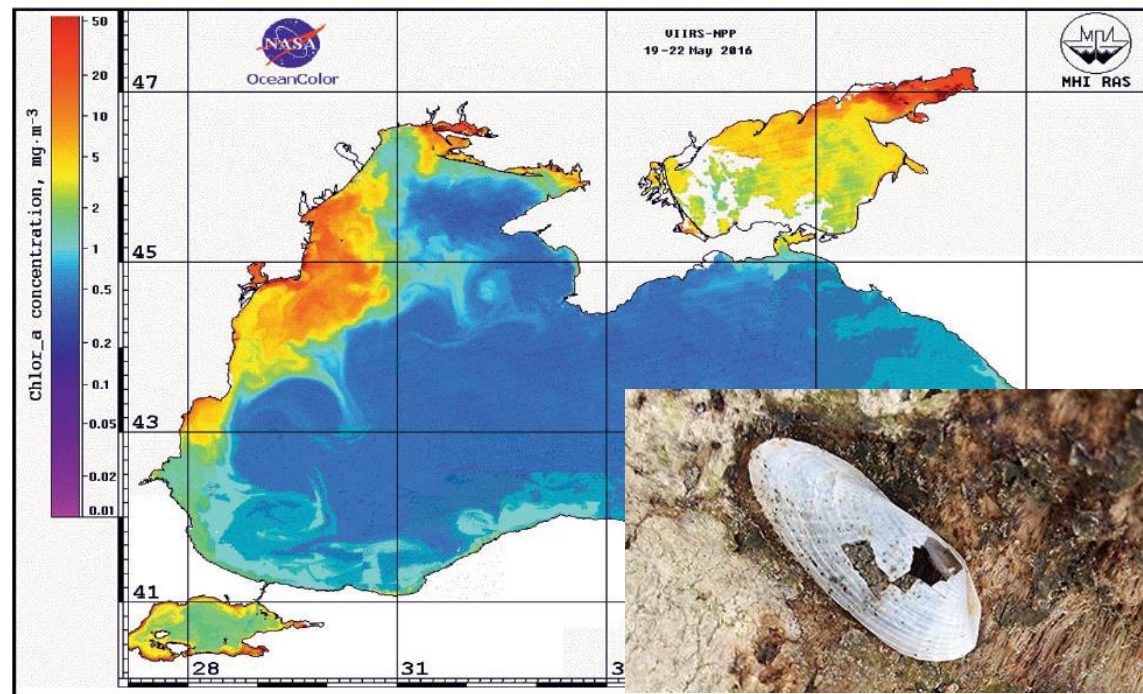 50
20
10
5
2
1
0.5
0.2
0.1
0.05
0.02
0.01
Chlor_a concentration, mg·m⁻³
NASA
OceanColor
VIIRS-NPP
19-22 May 2016
МГИ
MHI RAS
47
45
43
41
28
31
3